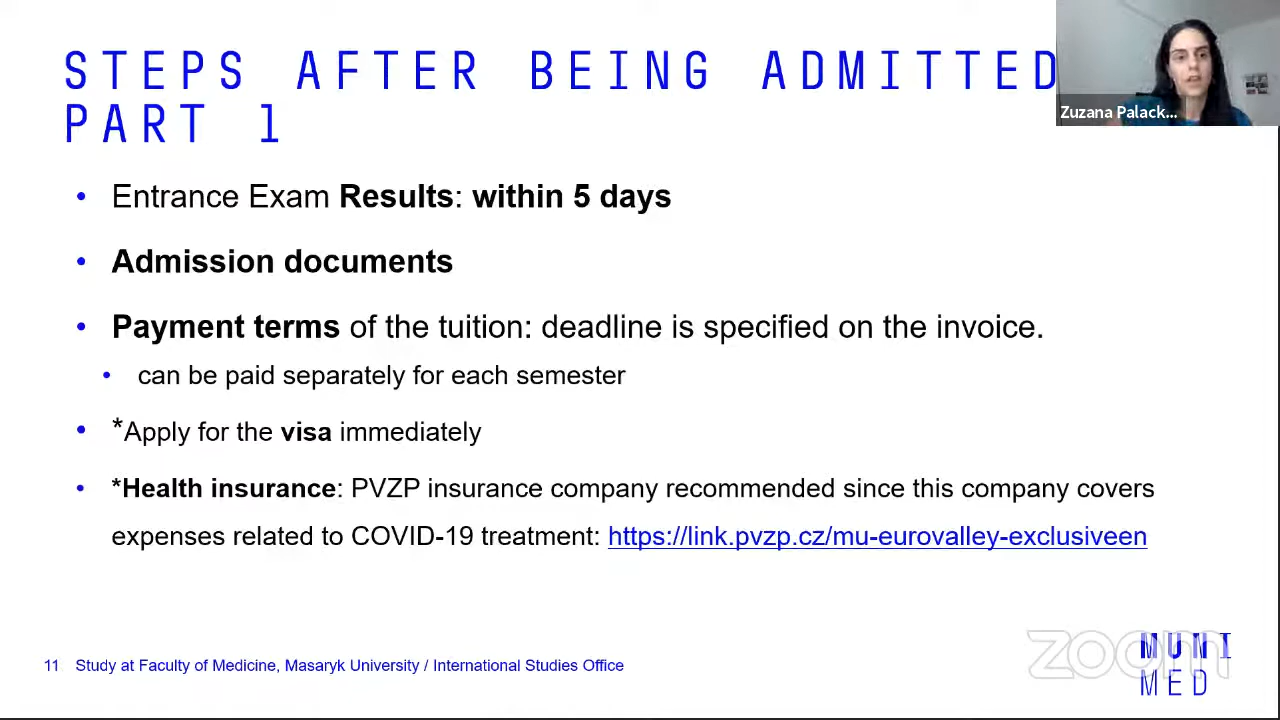 STEPS AFTER BEING ADMITTED
PART 1
Zuzana Palack...
• Entrance Exam Results: within 5 days
• Admission documents
• Payment terms of the tuition: deadline is specified on the invoice.
• can be paid separately for each semester
• *Apply for the visa immediately
• *Health insurance: PVZP insurance company recommended since this company covers
expenses related to COVID-19 treatment: https://link.pvzp.cz/mu-eurovalley-exclusiveen
11 Study at Faculty of Medicine, Masaryk University / International Studies Office
zoom
MUNI
MED